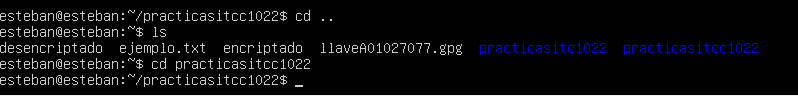 esteban@esteban:~/practicasitcc1022$ cd ..
esteban@esteban:~$ ls
desencriptado ejemplo.txt encriptado llaveA01027077.gpg practicasitc1022 practicasitcc1022
esteban@esteban:~$ cd practicasitcc1022
esteban@esteban:~/practicasitcc1022$ _